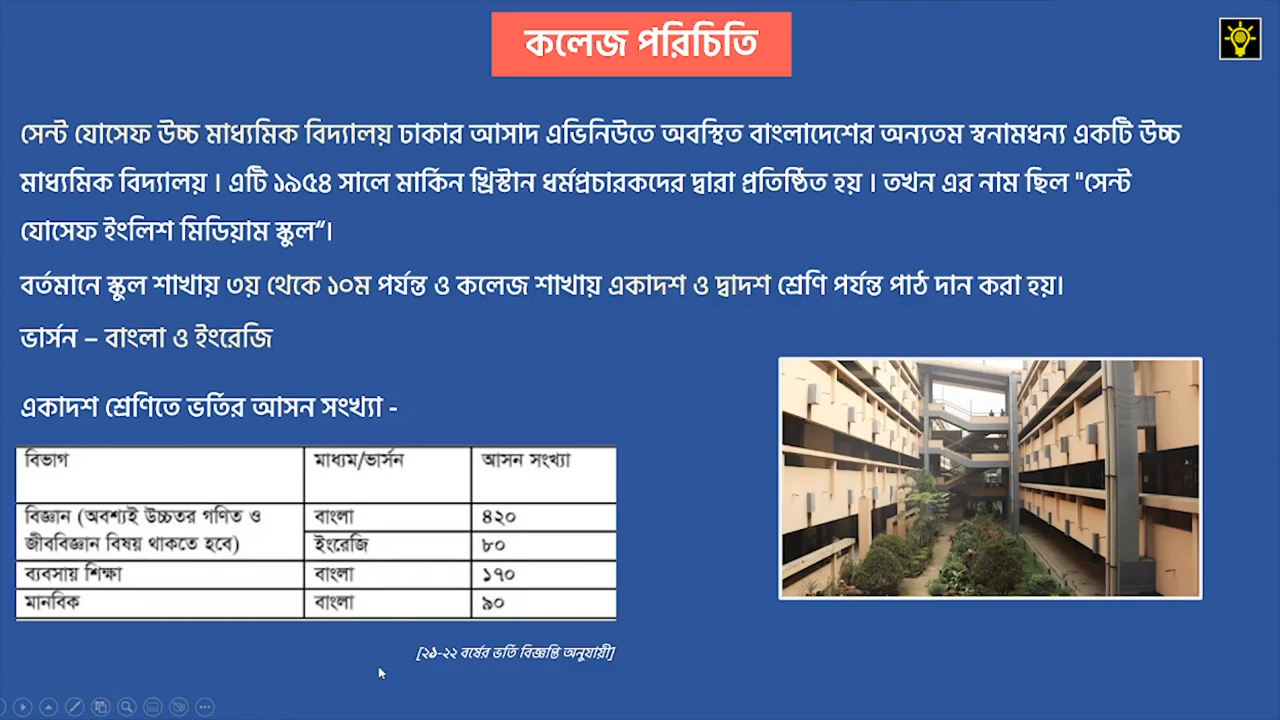 কলেজ পরিচিতি
সেন্ট যোসেফ উচ্চ মাধ্যমিক বিদ্যালয় ঢাকার আসাদ এভিনিউতে অবস্থিত বাংলাদেশের অন্যতম স্বনামধন্য একটি উচ্চ
মাধ্যমিক বিদ্যালয় । এটি ১৯৫৪ সালে মার্কিন খ্রিস্টান ধর্মপ্রচারকদের দ্বারা প্রতিষ্ঠিত হয় । তখন এর নাম ছিল "সেন্ট
যোসেফ ইংলিশ মিডিয়াম স্কুল“।
বর্তমানে স্কুল শাখায় ৩য় থেকে ১০ম পর্যন্ত ও কলেজ শাখায় একাদশ ও দ্বাদশ শ্রেণি পর্যন্ত পাঠ দান করা হয়।
ভার্সন – বাংলা ও ইংরেজি
একাদশ শ্রেণিতে ভর্তির আসন সংখ্যা -
বিভাগ মাধ্যম/ভার্সন আসন সংখ্যা
বিজ্ঞান (অবশ্যই উচ্চতর গণিত ও বাংলা ৪২০
জীববিজ্ঞান বিষয় থাকতে হবে) ইংরেজি ৮০
ব্যবসায় শিক্ষা বাংলা ১৭০
মানবিক বাংলা ৯০
[২১-২২ বর্ষের ভর্তি বিজ্ঞপ্তি অনুযায়ী]